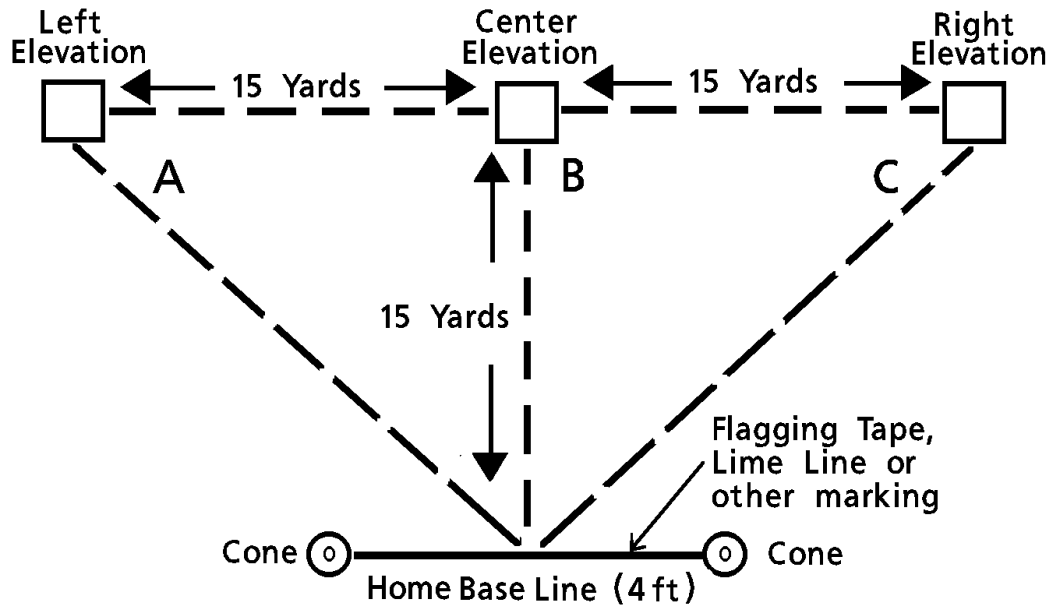 Left
Elevation
Center
Elevation
Right
Elevation
15 Yards
15 Yards
A
B
C
15 Yards
Flagging Tape,
Lime Line or
other marking
Cone
Cone
Home Base Line (4 ft)